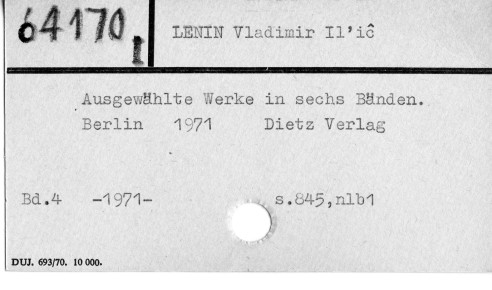 64170 I
LENIN Vladimir Il'iĉ
Ausgewählte Werke in sechs Bänden.
Berlin 1971 Dietz Verlag
Bd.4 -1971- s.845,nlb1
DUJ. 693/70. 10 000.